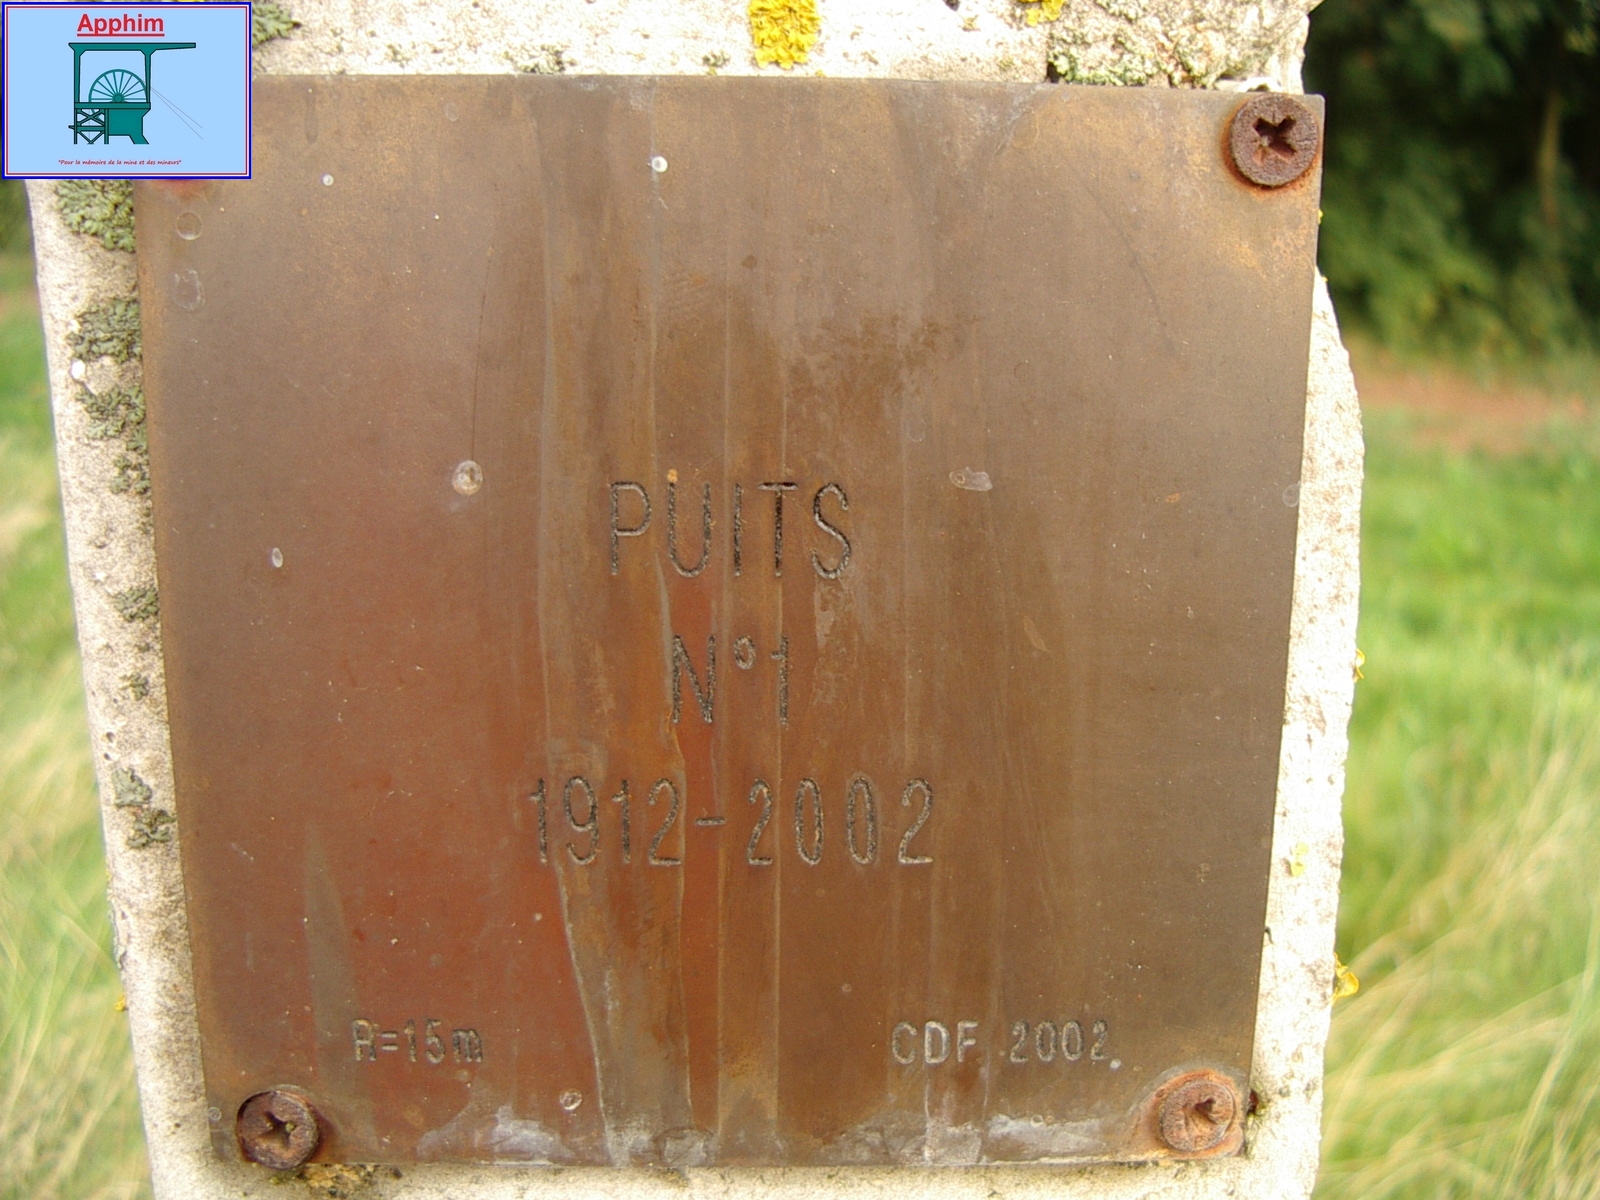 Apphim
"Pour la mémoire de la mine et des mineurs"
PUITS
N°1
1912-2002
R=15m
CDF 2002